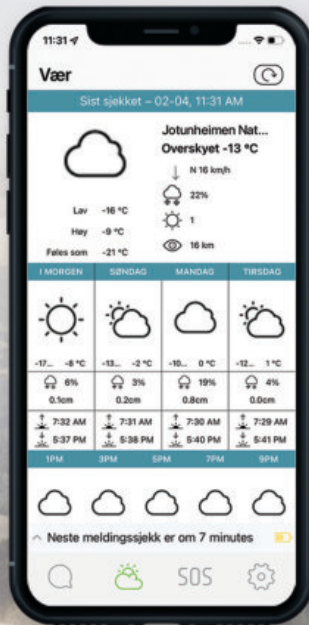 11:31
Vær
Sist sjekket – 02-04, 11:31 AM
Jotunheimen Nat...
Overskyet -13 °C
N 16 km/h
22%
1
16 km
Lav -16 °C
Høy -9 °C
Føles som -21 °C
I MORGEN SØNDAG MANDAG TIRSDAG
-17... -8 °C -13... -2 °C -10... 0 °C -12... 1 °C
6% 3% 19% 4%
0.1cm 0.2cm 0.8cm 0.0cm
7:32 AM 7:31 AM 7:30 AM 7:29 AM
5:37 PM 5:38 PM 5:40 PM 5:41 PM
1PM 3PM 5PM 7PM 9PM
Neste meldingssjekk er om 7 minutes
SOS